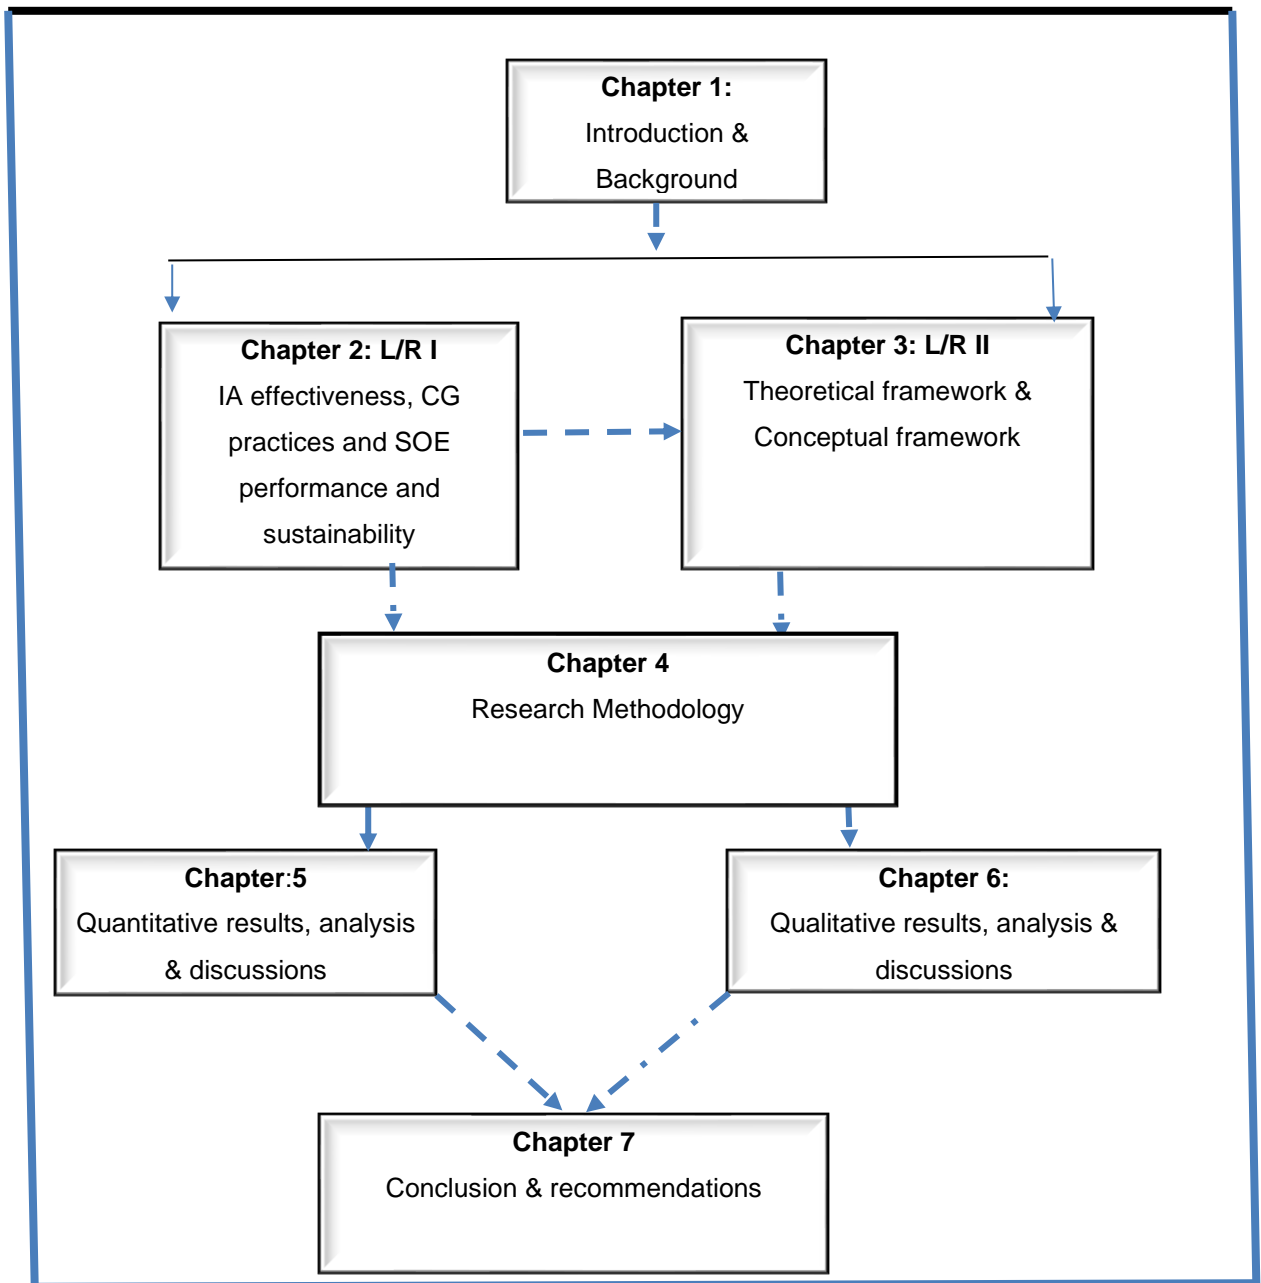 Chapter 1:
Introduction &
Background
Chapter 2: L/R I
IA effectiveness, CG
practices and SOE
performance and
sustainability
Chapter 3: L/R II
Theoretical framework &
Conceptual framework
Chapter 4
Research Methodology
Chapter:5
Quantitative results, analysis
& discussions
Chapter 6:
Qualitative results, analysis &
discussions
Chapter 7
Conclusion & recommendations